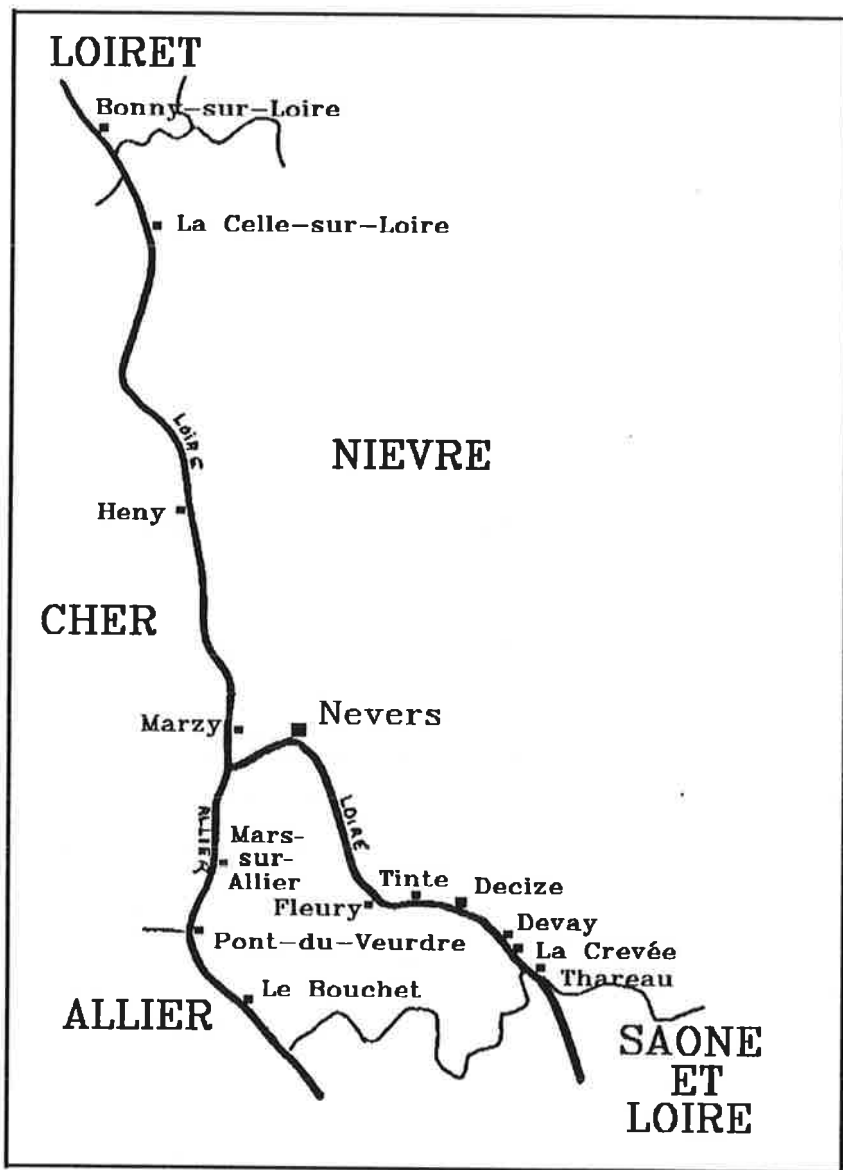 LOIRET
Bonny-sur-Loire
La Celle-sur-Loire
LOIRE
NIEVRE
Heny
CHER
Marzy
Nevers
ALLIER
LOIRE
Mars-
sur-
Allier
Tinte
Decize
Fleury
Devay
Pont-du-Veurdre
La Crevée
Thareau
Le Bouchet
ALLIER
SAONE
ET
LOIRE